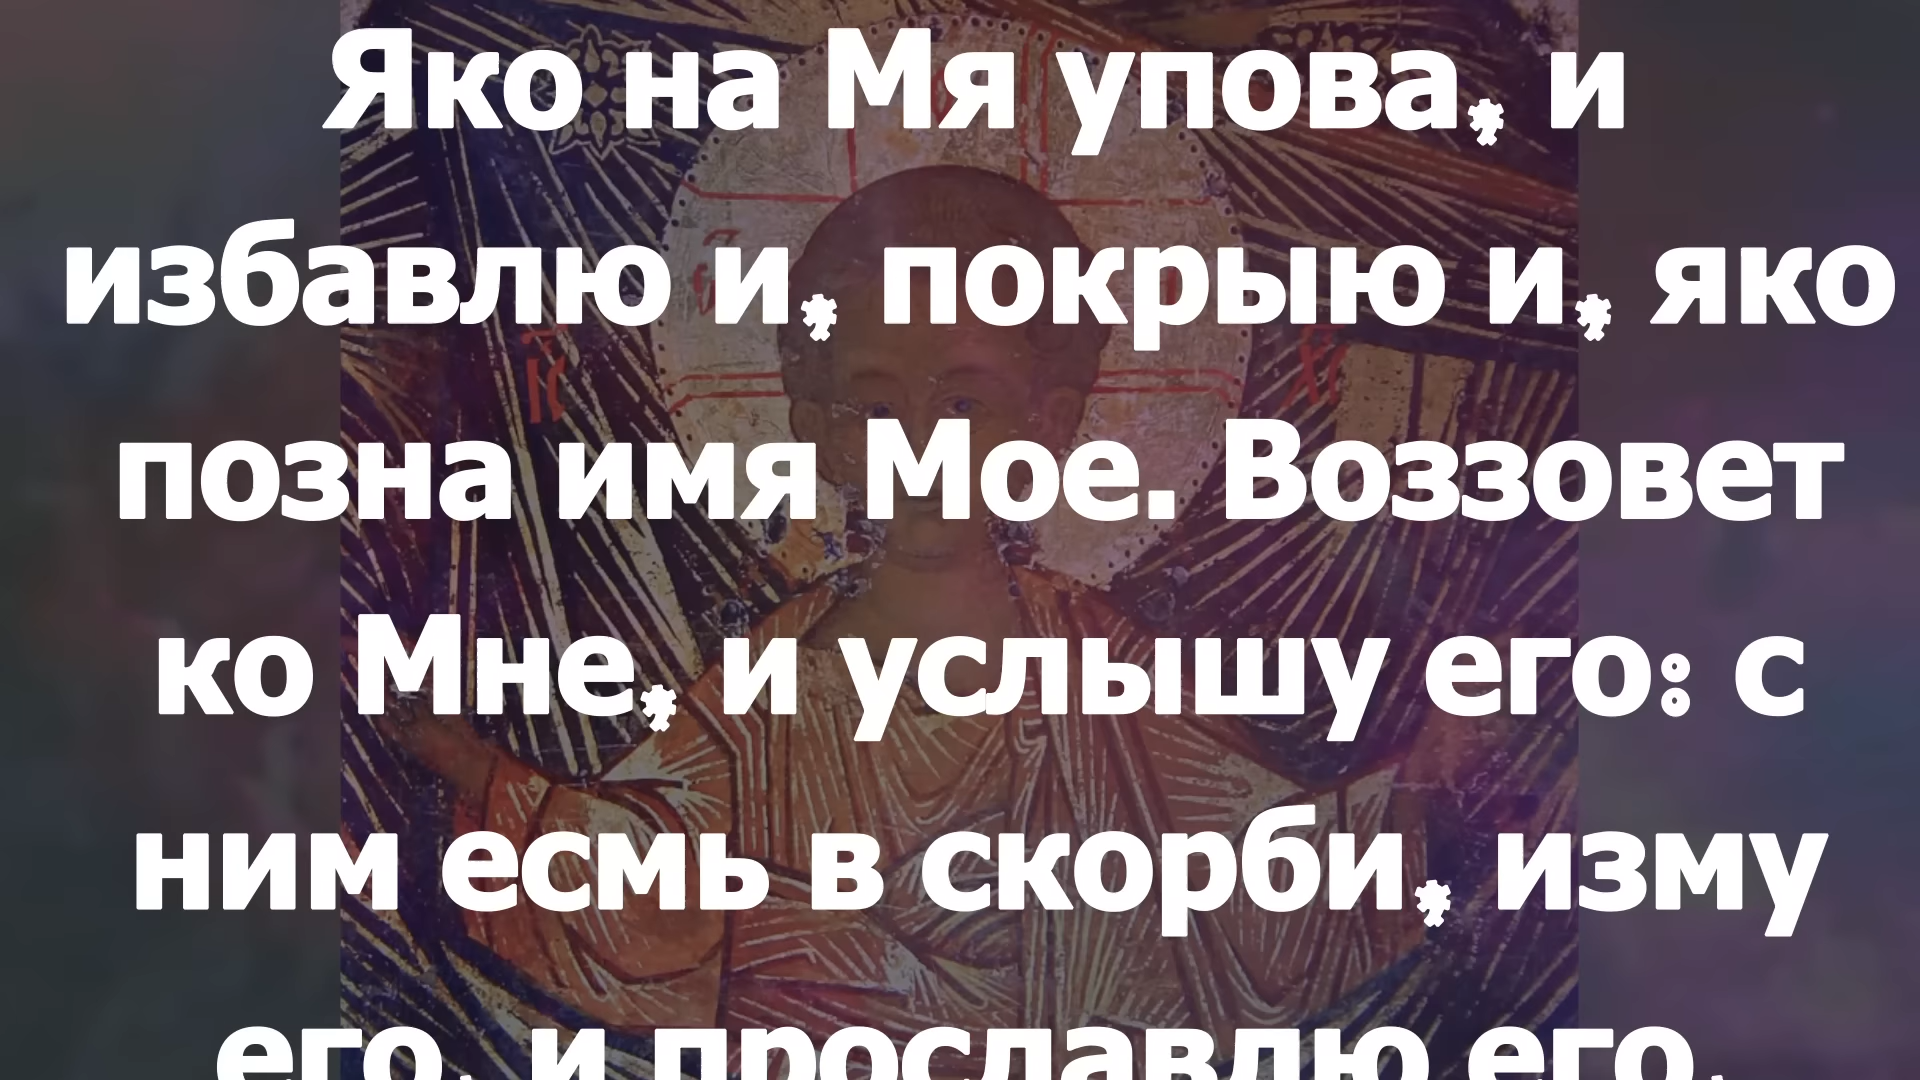 Яко на Мя упова, и
избавлю и, покрыю и, яко
позна имя Мое. Воззовет
ко Мне, и услышу его: с
ним есмь в скорби, изму
его, и прославлю его,